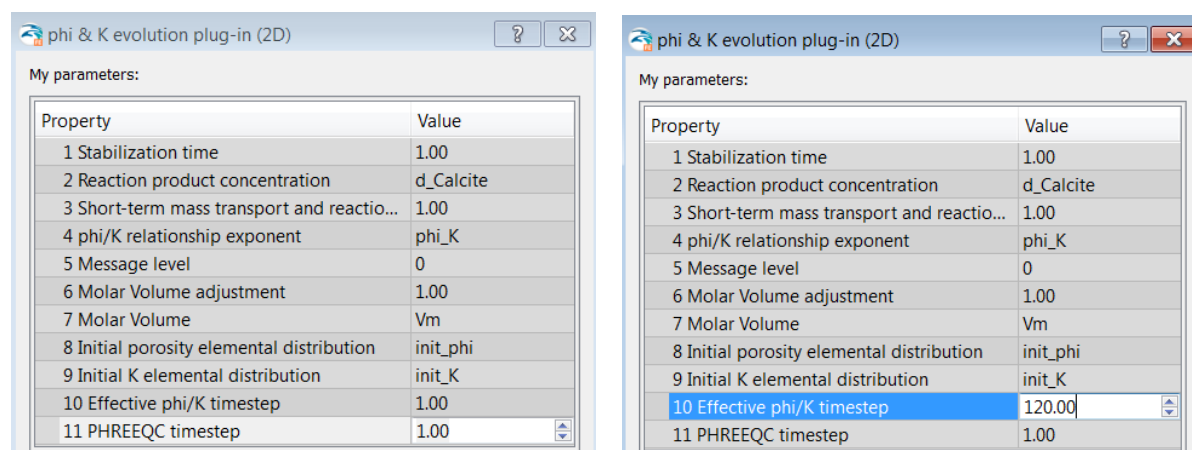 phi & K evolution plug-in (2D)
My parameters:
Property Value
1 Stabilization time 1.00
2 Reaction product concentration d_Calcite
3 Short-term mass transport and reactio... 1.00
4 phi/K relationship exponent phi_K
5 Message level 0
6 Molar Volume adjustment 1.00
7 Molar Volume Vm
8 Initial porosity elemental distribution init_phi
9 Initial K elemental distribution init_K
10 Effective phi/K timestep 1.00
11 PHREEQC timestep 1.00
phi & K evolution plug-in (2D)
My parameters:
Property Value
1 Stabilization time 1.00
2 Reaction product concentration d_Calcite
3 Short-term mass transport and reactio... 1.00
4 phi/K relationship exponent phi_K
5 Message level 0
6 Molar Volume adjustment 1.00
7 Molar Volume Vm
8 Initial porosity elemental distribution init_phi
9 Initial K elemental distribution init_K
10 Effective phi/K timestep 120.00
11 PHREEQC timestep 1.00